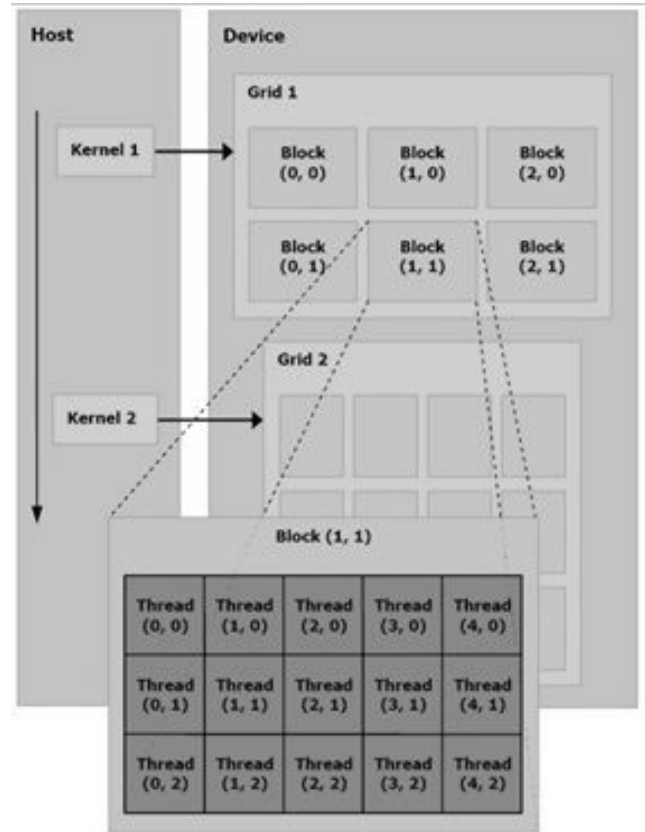 Host
Device
Grid 1
Kernel 1
Block
(0, 0)
Block
(1, 0)
Block
(2, 0)
Block
(0, 1)
Block
(1, 1)
Block
(2, 1)
Grid 2
Kernel 2
Block (1, 1)
Thread
(0, 0)
Thread
(1, 0)
Thread
(2, 0)
Thread
(3, 0)
Thread
(4, 0)
Thread
(0, 1)
Thread
(1, 1)
Thread
(2, 1)
Thread
(3, 1)
Thread
(4, 1)
Thread
(0, 2)
Thread
(1, 2)
Thread
(2, 2)
Thread
(3, 2)
Thread
(4, 2)